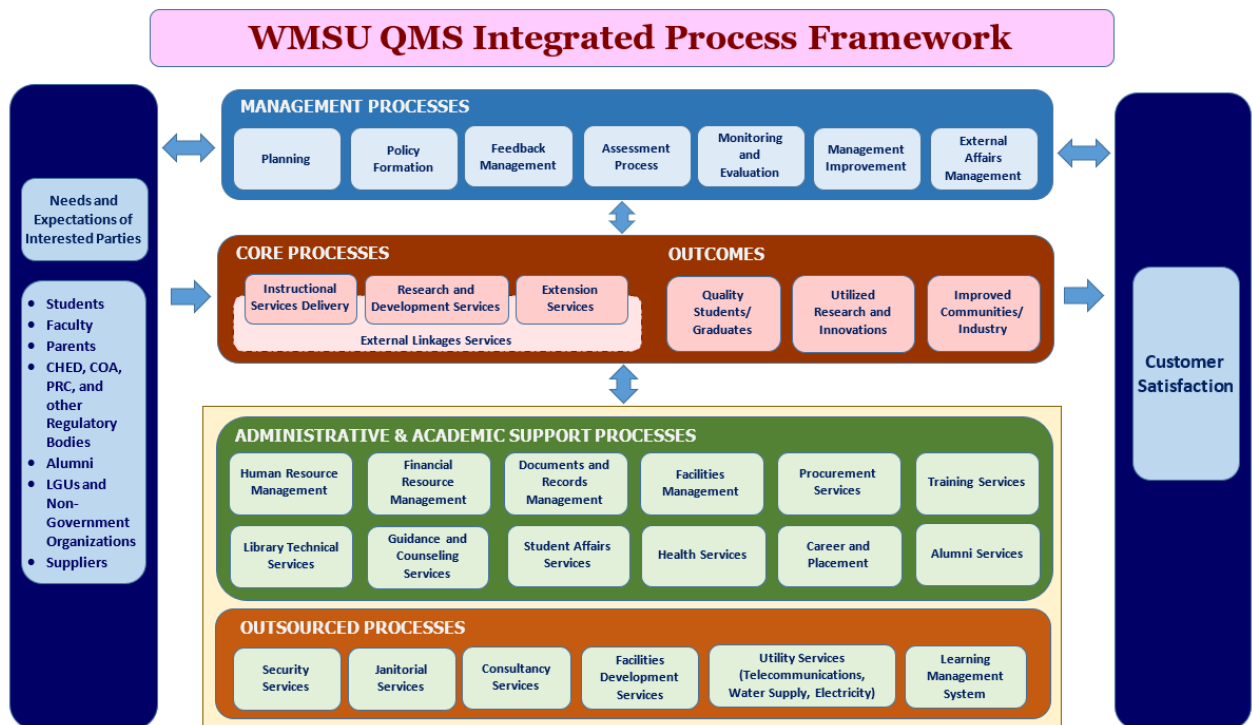 WMSU QMS Integrated Process Framework
Needs and
Expectations of
Interested Parties
• Students
• Faculty
• Parents
• CHED, COA,
PRC, and
other
Regulatory
Bodies
• Alumni
• LGUs and
Non-
Government
Organizations
• Suppliers
MANAGEMENT PROCESSES
Planning
Policy
Formation
Feedback
Management
Assessment
Process
Monitoring
and
Evaluation
Management
Improvement
External
Affairs
Management
CORE PROCESSES
Instructional
Services Delivery
Research and
Development Services
Extension
Services
External Linkages Services
OUTCOMES
Quality
Students/
Graduates
Utilized
Research and
Innovations
Improved
Communities/
Industry
ADMINISTRATIVE & ACADEMIC SUPPORT PROCESSES
Human Resource
Management
Financial
Resource
Management
Documents and
Records
Management
Facilities
Management
Procurement
Services
Training Services
Library Technical
Services
Guidance and
Counseling
Services
Student Affairs
Services
Health Services
Career and
Placement
Alumni Services
OUTSOURCED PROCESSES
Security
Services
Janitorial
Services
Consultancy
Services
Facilities
Development
Services
Utility Services
(Telecommunications,
Water Supply, Electricity)
Learning
Management
System
Customer
Satisfaction